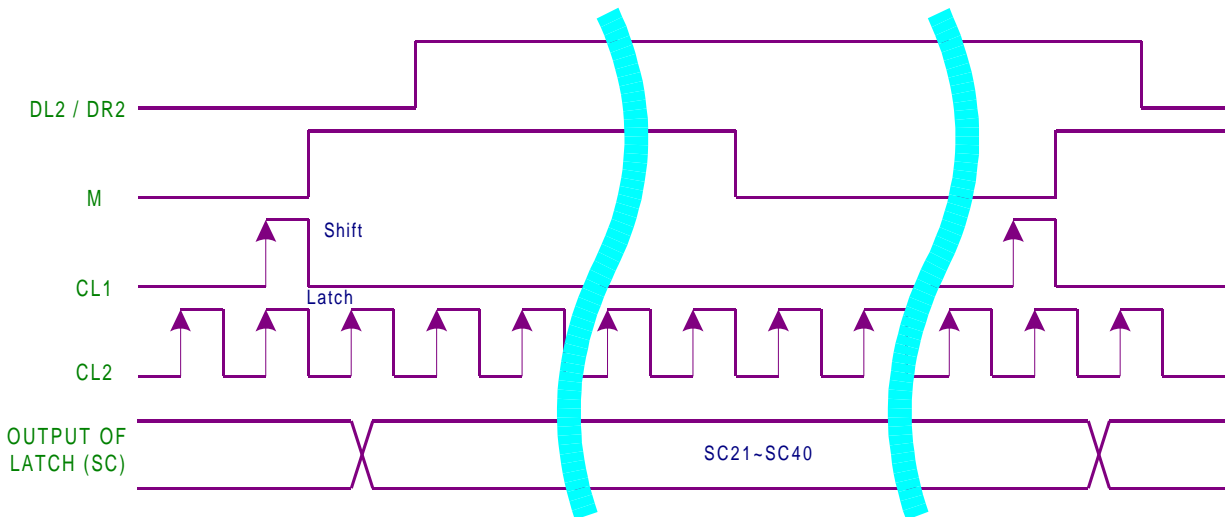 DL2 / DR2
M
Shift
CL1
Latch
CL2
OUTPUT OF
LATCH (SC)
SC21~SC40